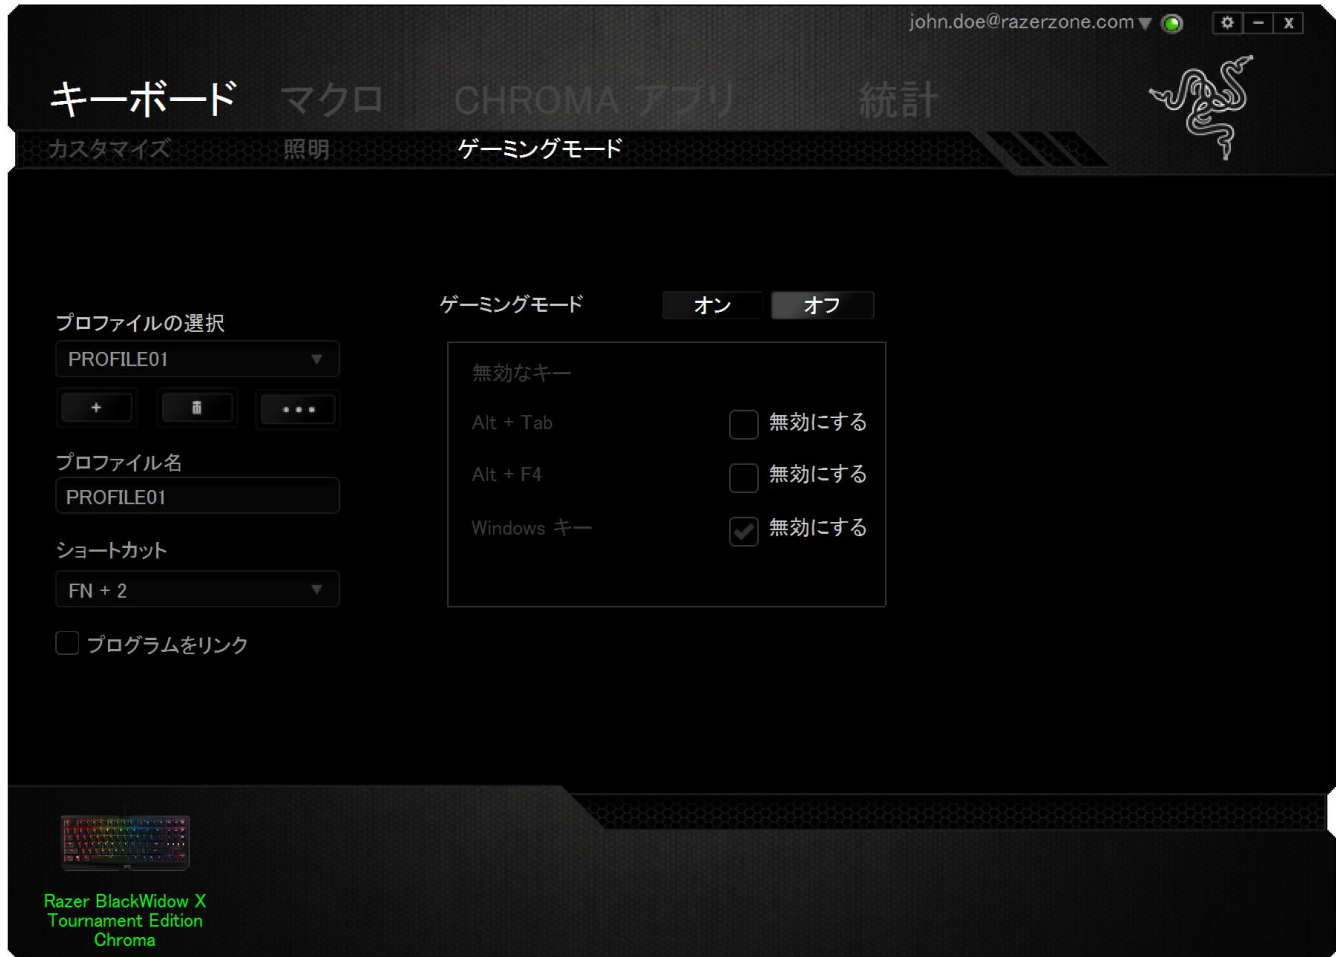 john.doe@razerzone.com
キーボード マクロ CHROMA アプリ 統計
カスタマイズ 照明 ゲーミングモード
プロファイルの選択
PROFILE01
プロファイル名
PROFILE01
ショートカット
FN + 2
プログラムをリンク
ゲーミングモード オン オフ
無効なキー
Alt + Tab 無効にする
Alt + F4 無効にする
Windows キー 無効にする
Razer BlackWidow X
Tournament Edition
Chroma